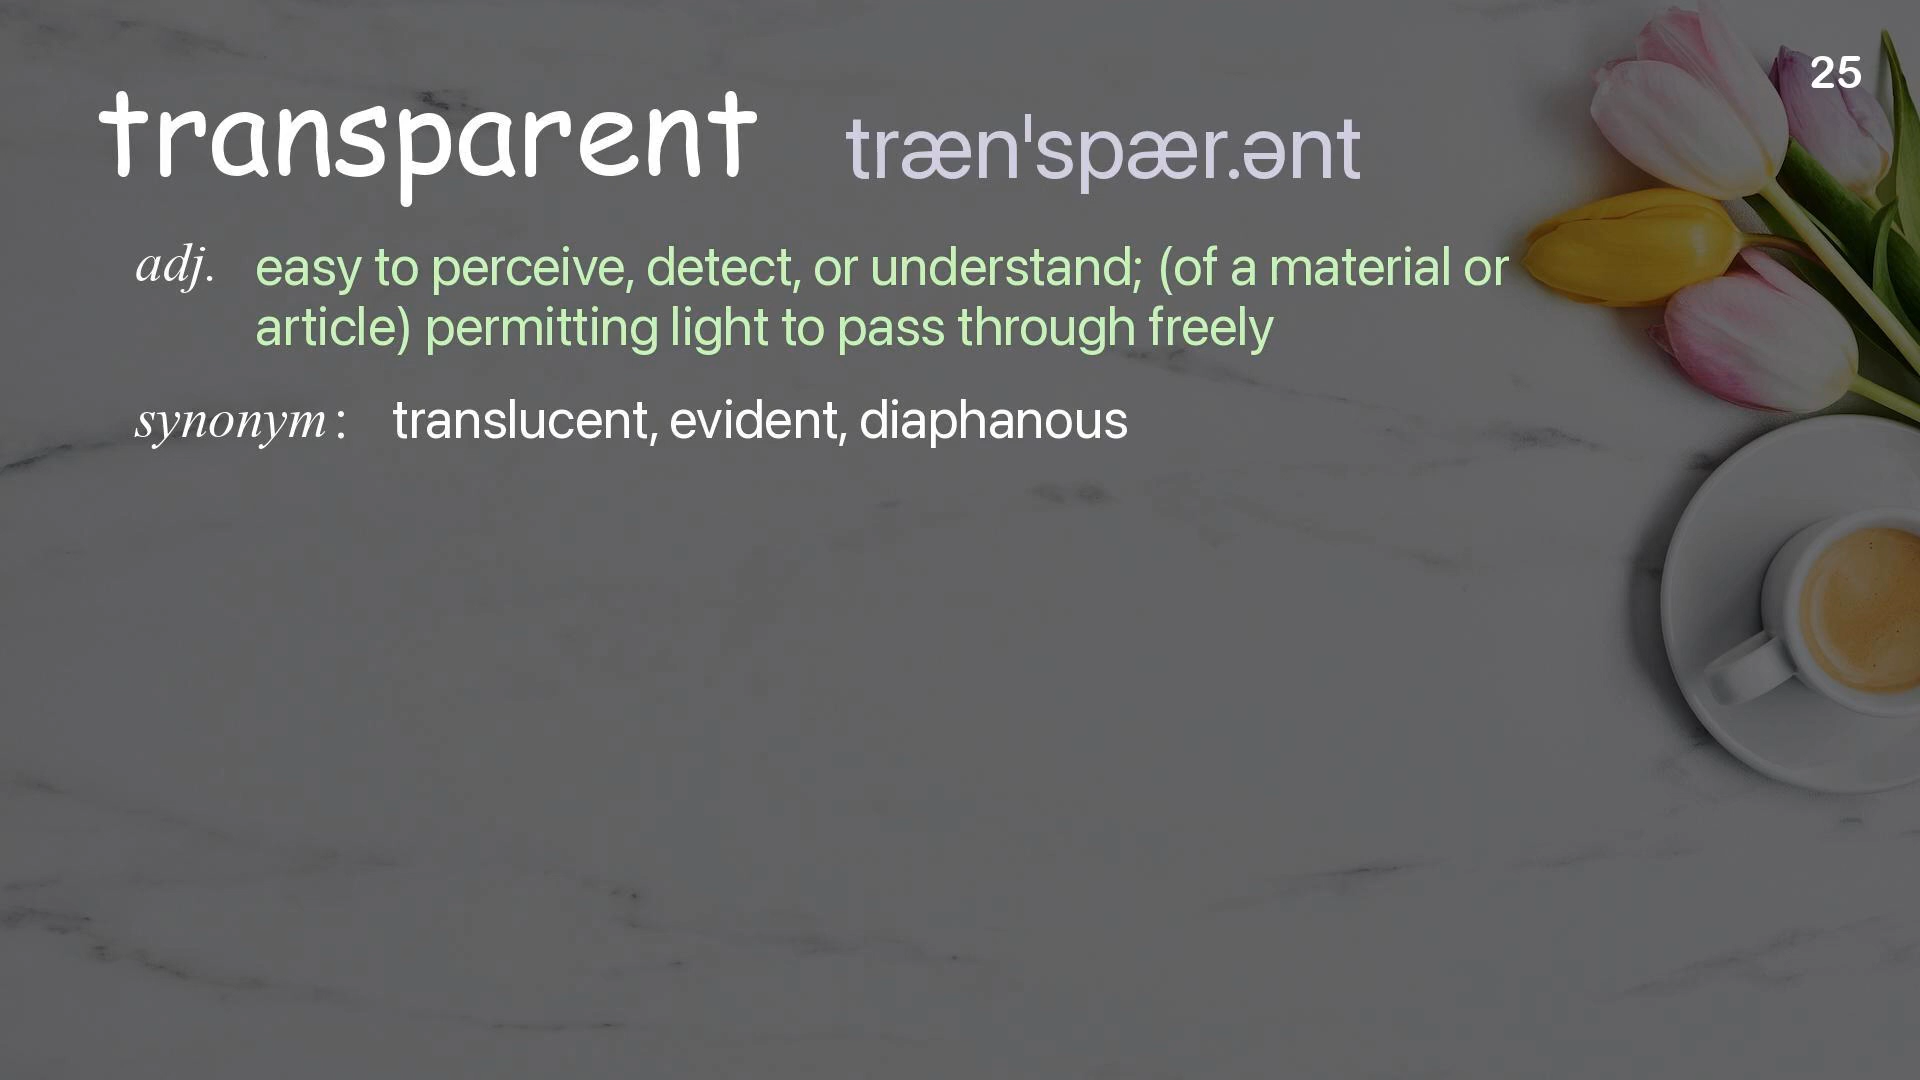 25
transparent træn'spær.ənt
adj. easy to perceive, detect, or understand; (of a material or
article) permitting light to pass through freely
synonym: translucent, evident, diaphanous